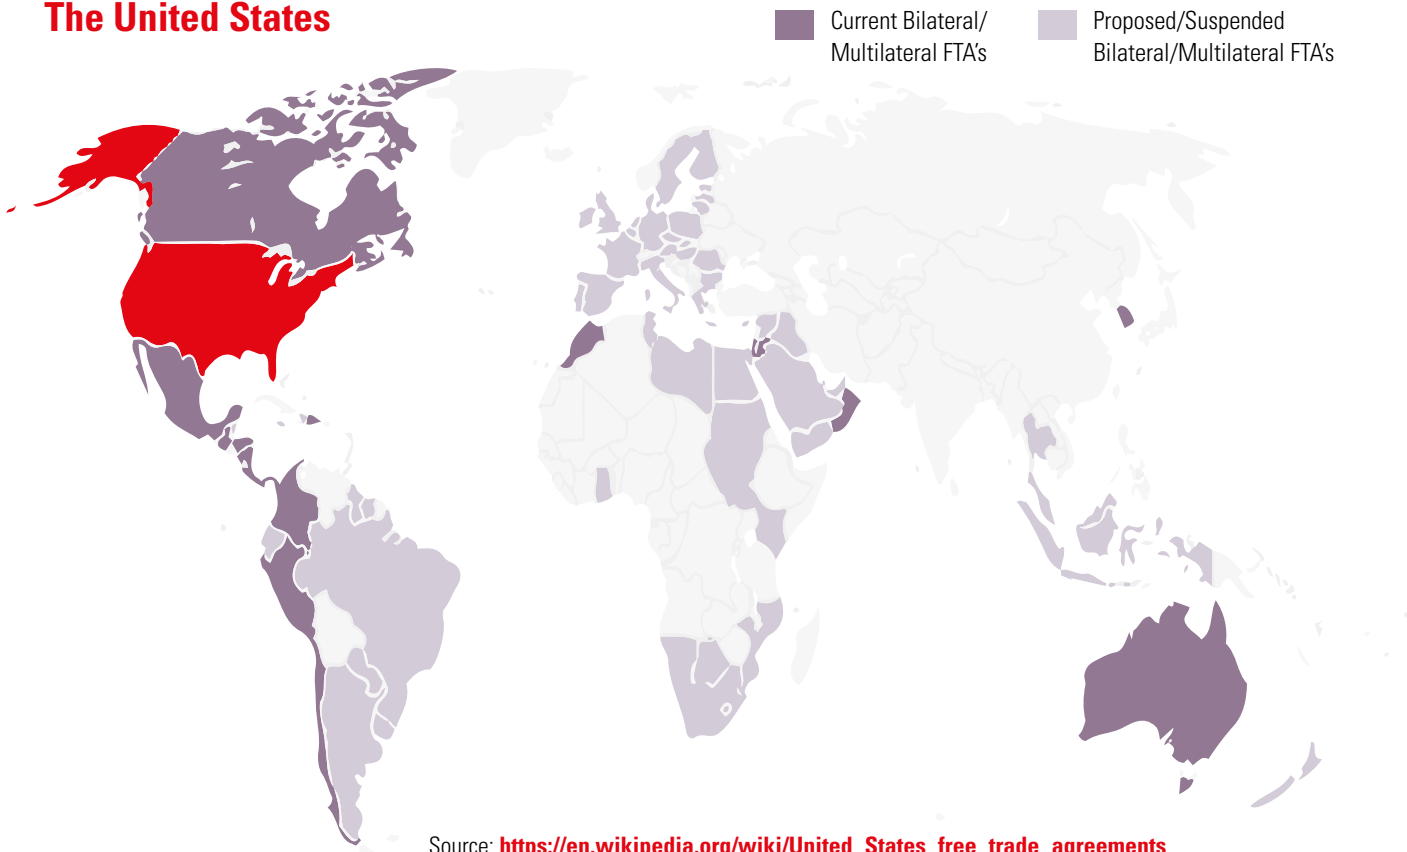 The United States
Current Bilateral/
Multilateral FTA's
Proposed/Suspended
Bilateral/Multilateral FTA's
Source: https://en.wikipedia.org/wiki/United_States_free_trade_agreements